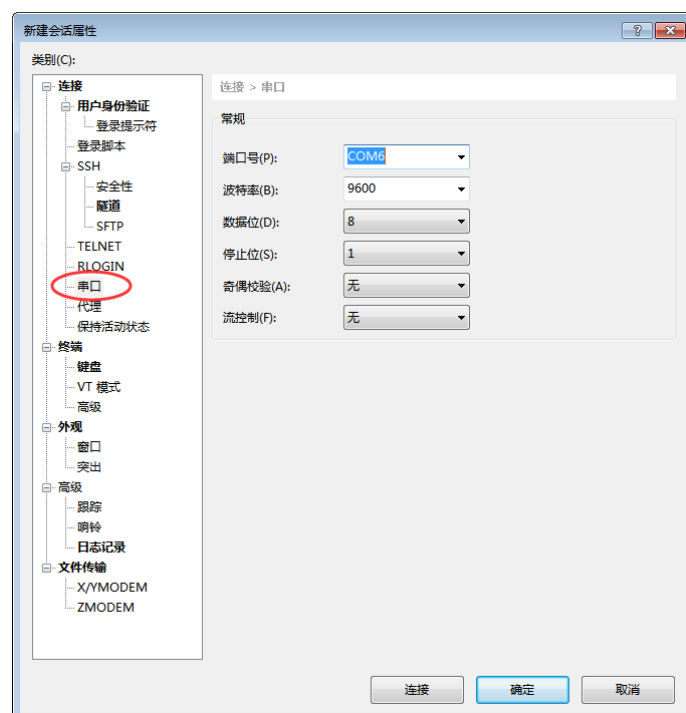 新建会话属性
类别(C):
连接
用户身份验证
登录提示符
登录脚本
SSH
安全性
隧道
SFTP
TELNET
RLOGIN
串口
代理
保持活动状态
终端
键盘
VT 模式
高级
外观
窗口
突出
高级
跟踪
响铃
日志记录
文件传输
X/YMODEM
ZMODEM
连接 > 串口
常规
端口号(P): COM6
波特率(B): 9600
数据位(D): 8
停止位(S): 1
奇偶校验(A): 无
流控制(F): 无
连接 确定 取消